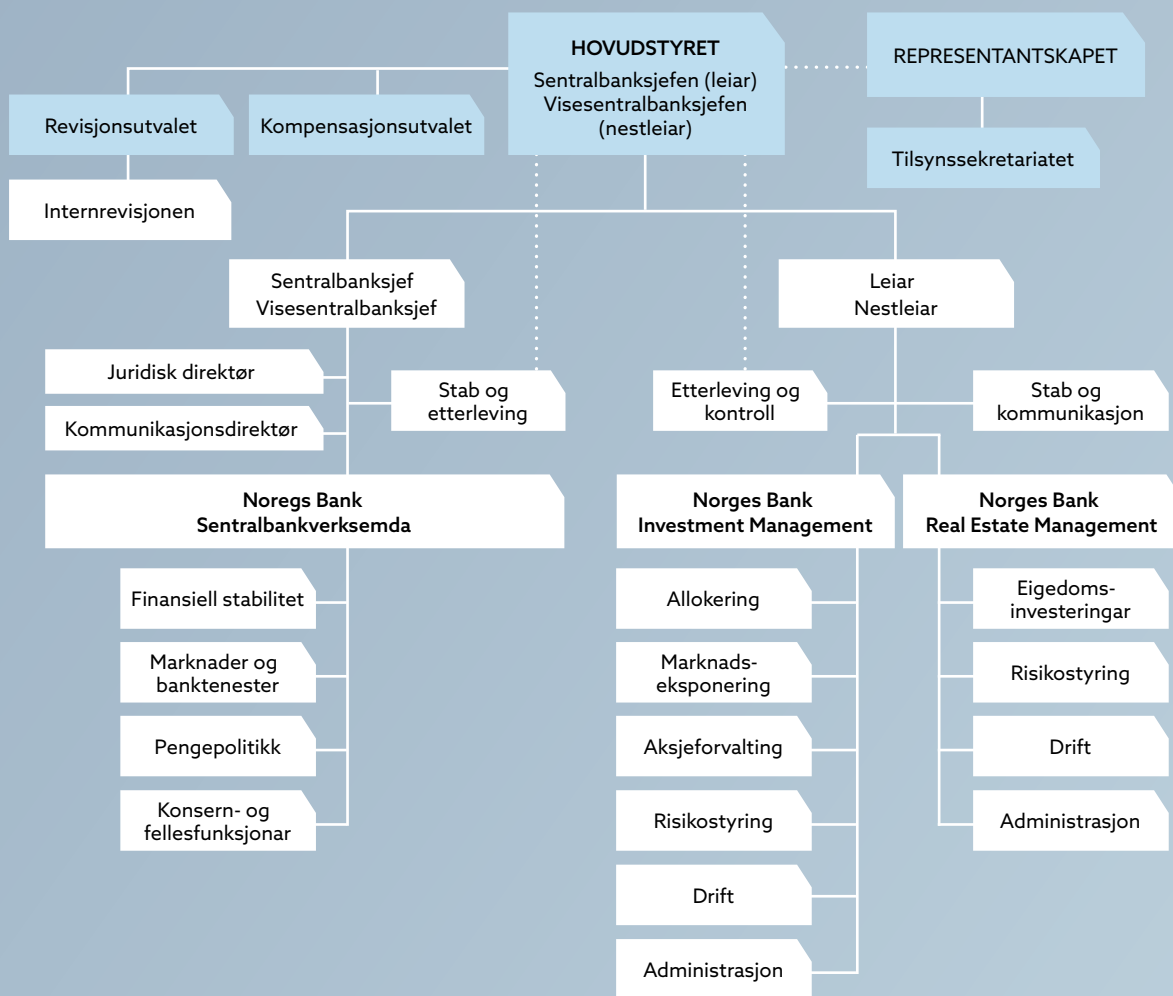 HOVUDSTYRET
Sentralbanksjefen (leiar)
Visesentralbanksjefen
(nestleiar)
REPRESENTANTSKAPET
Revisjonsutvalet
Kompensasjonsutvalet
Tilsynssekretariatet
Internrevisjonen
Sentralbanksjef
Visesentralbanksjef
Leiar
Nestleiar
Juridisk direktør
Kommunikasjonsdirektør
Stab og
etterleving
Etterleving og
kontroll
Stab og
kommunikasjon
Noregs Bank
Sentralbankverksemda
Norges Bank
Investment Management
Norges Bank
Real Estate Management
Finansiell stabilitet
Marknader og
banktenester
Pengepolitikk
Konsern- og
fellesfunksjonar
Allokering
Marknads-
eksponering
Aksjeforvalting
Risikostyring
Drift
Administrasjon
Eigedoms-
investeringar
Risikostyring
Drift
Administrasjon